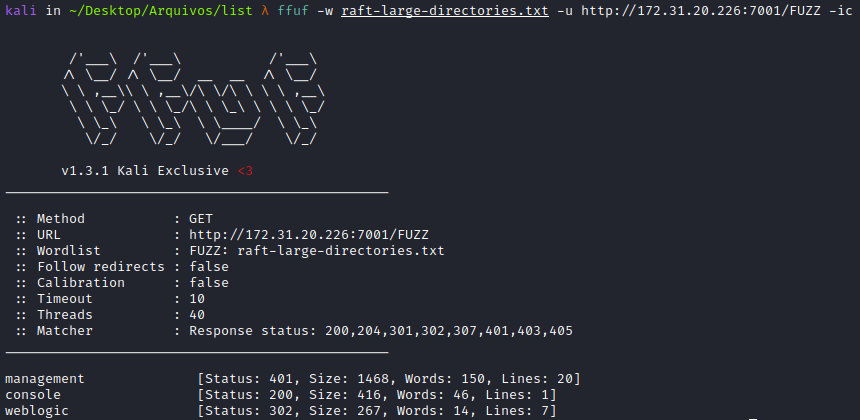 kali in ~/Desktop/Arquivos/list λ ffuf -w raft-large-directories.txt -u http://172.31.20.226:7001/FUZZ -ic
        /'___\  /'___\           /'___\
       /\ \__/ /\ \__/  __  __  /\ \__/
       \ \ ,__\\ \ ,__\/\ \/\ \ \ \ ,__\
        \ \ \_/ \ \ \_/\ \ \_\ \ \ \ \_/
         \ \_\   \ \_\  \ \____/  \ \_\
          \/_/    \/_/   \/___/    \/_/
v1.3.1 Kali Exclusive <3
________________________________________________
:: Method : GET
:: URL : http://172.31.20.226:7001/FUZZ
:: Wordlist : FUZZ: raft-large-directories.txt
:: Follow redirects : false
:: Calibration : false
:: Timeout : 10
:: Threads : 40
:: Matcher : Response status: 200,204,301,302,307,401,403,405
________________________________________________
management [Status: 401, Size: 1468, Words: 150, Lines: 20]
console [Status: 200, Size: 416, Words: 46, Lines: 1]
weblogic [Status: 302, Size: 267, Words: 14, Lines: 7]